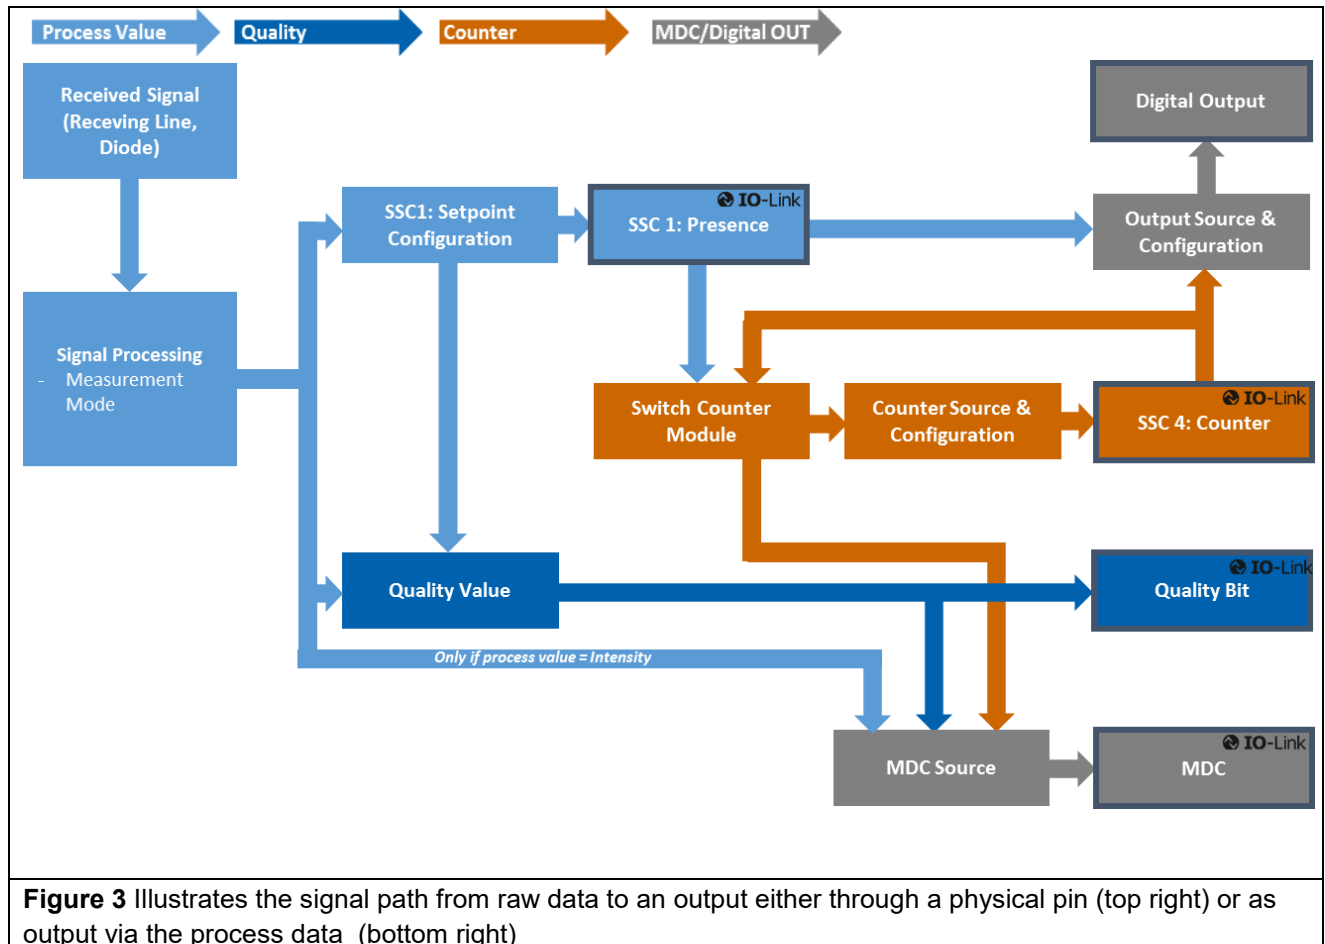 Process Value
Quality
Counter
MDC/Digital OUT
Received Signal
(Receving Line,
Diode)
Digital Output
SSC1: Setpoint
Configuration
IO-Link
SSC 1: Presence
Output Source &
Configuration
Signal Processing
- Measurement
Mode
Switch Counter
Module
Counter Source &
Configuration
IO-Link
SSC 4: Counter
Quality Value
IO-Link
Quality Bit
Only if process value = Intensity
MDC Source
IO-Link
MDC
Figure 3 Illustrates the signal path from raw data to an output either through a physical pin (top right) or as
output via the process data (bottom right)